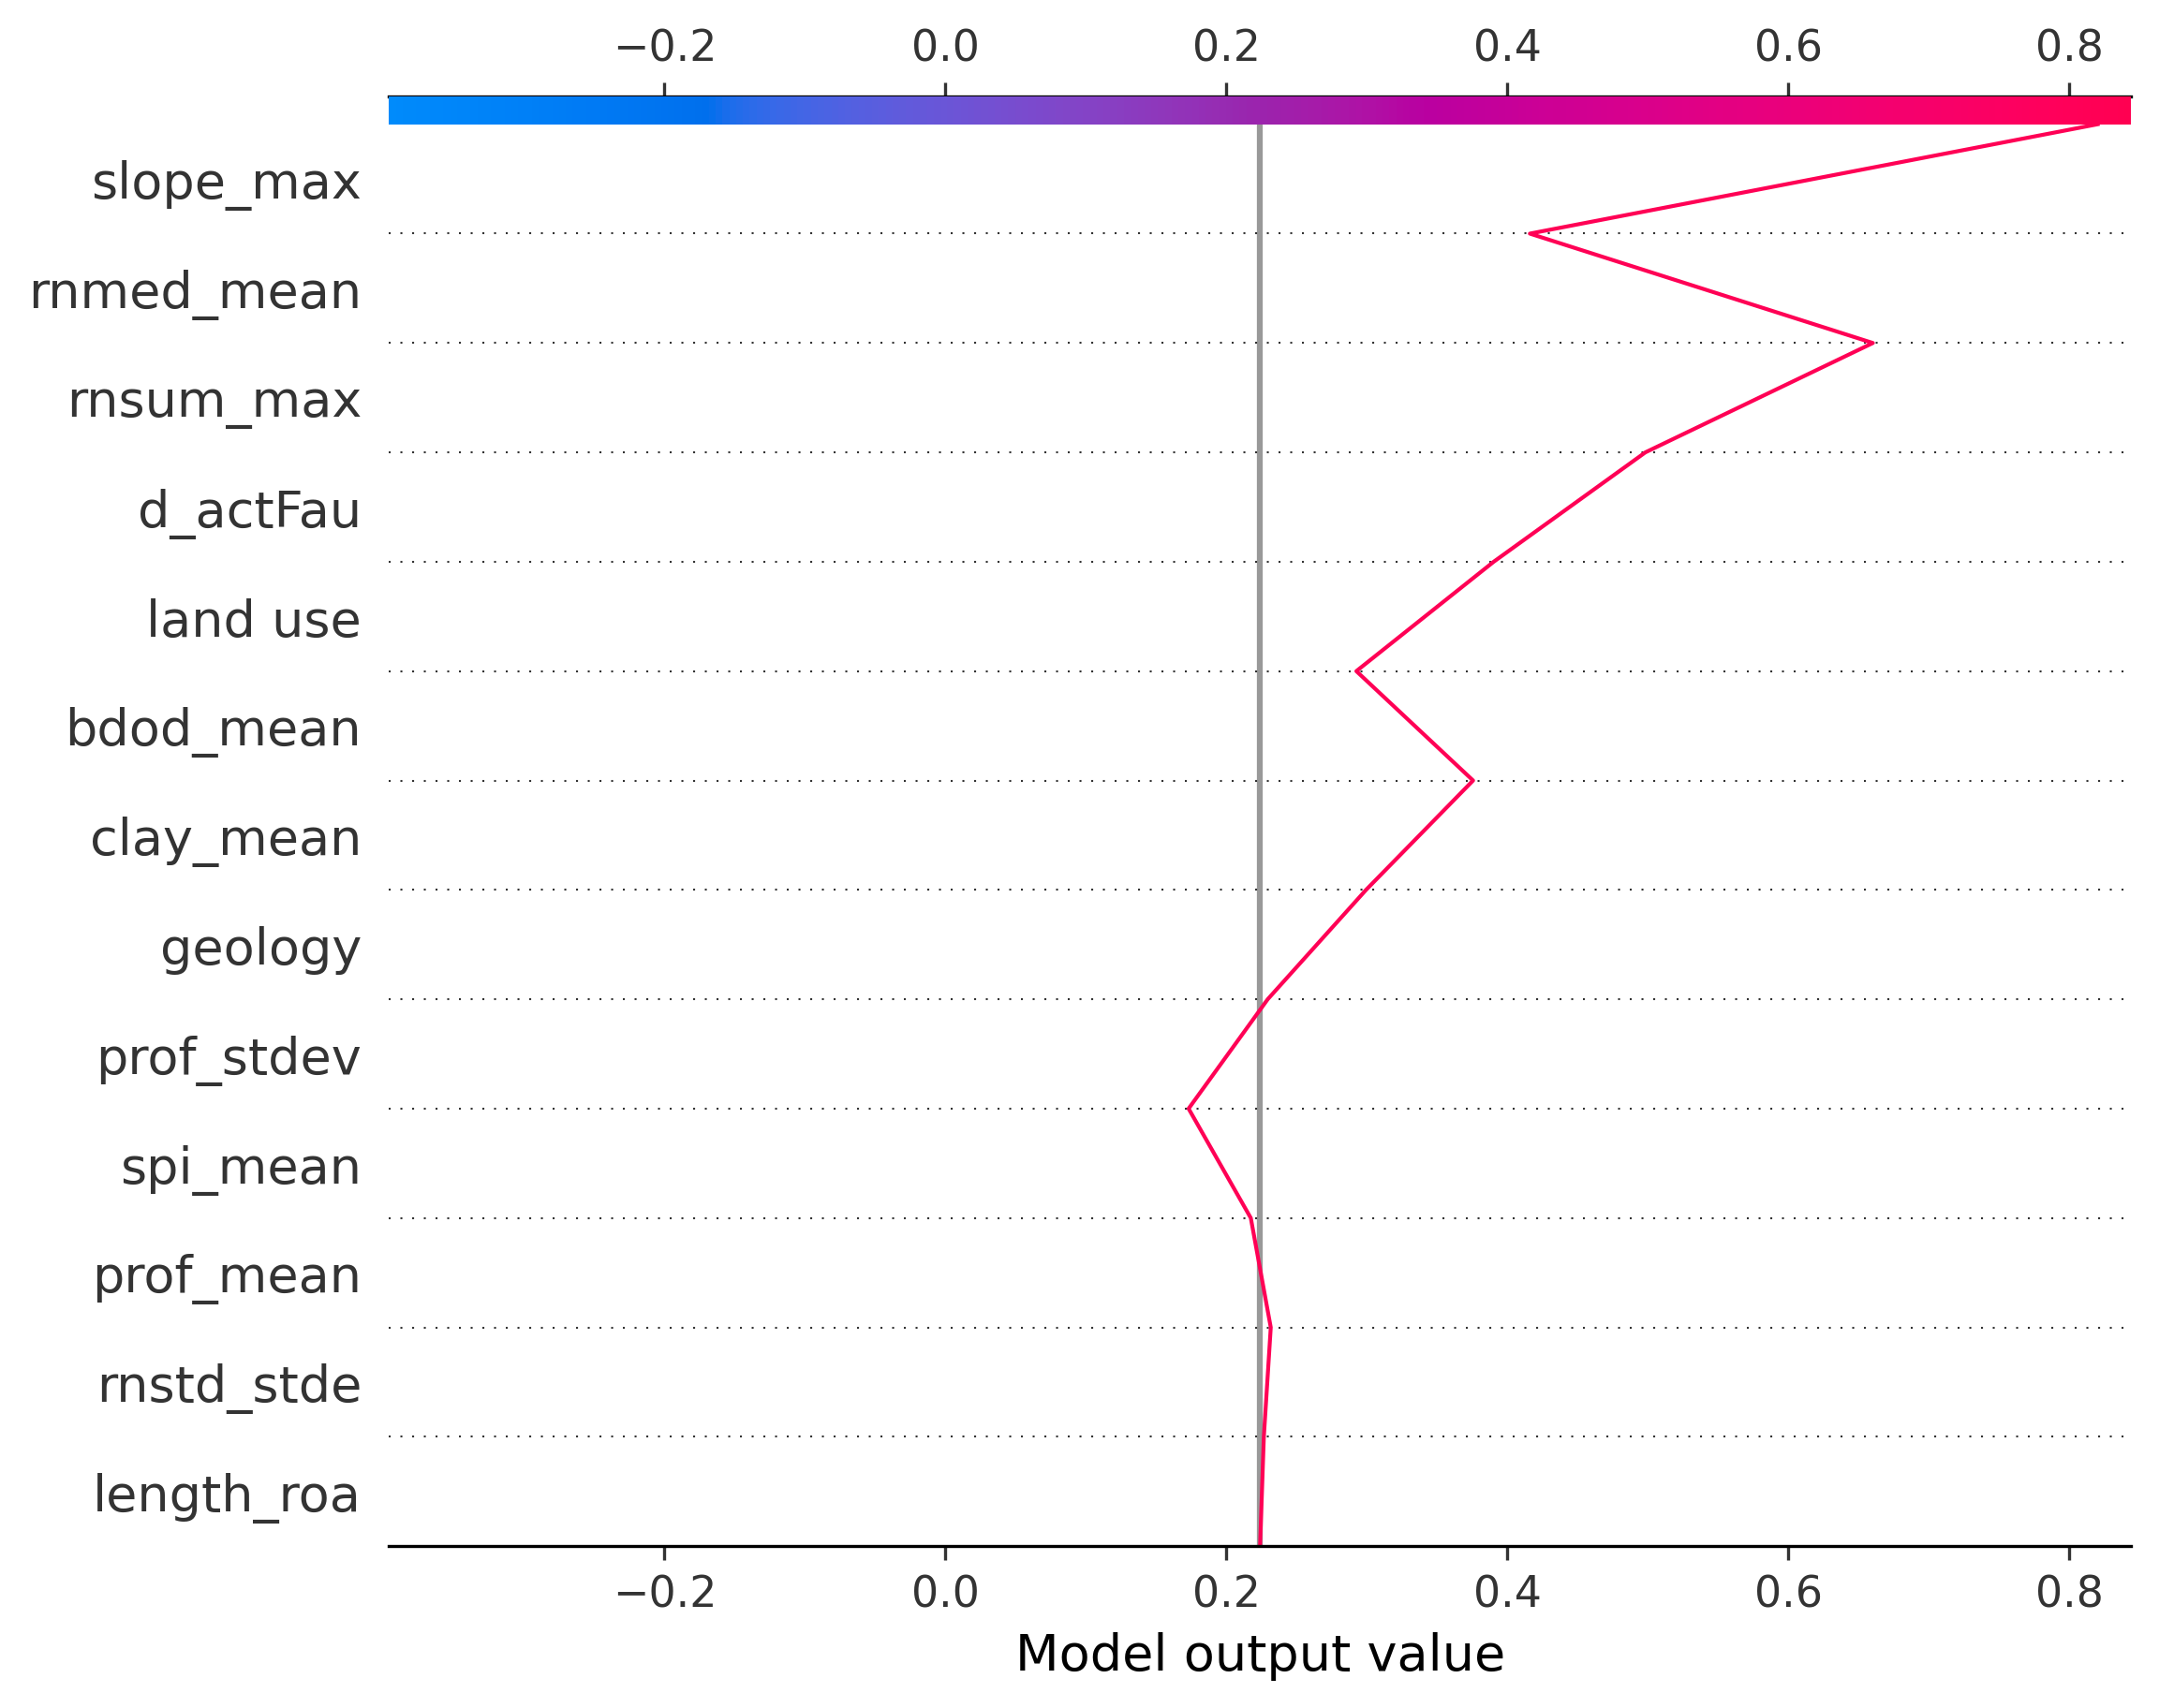 −0.2 0.0 0.2 0.4 0.6 0.8
slope_max
rnmed_mean
rnsum_max
d_actFau
land use
bdod_mean
clay_mean
geology
prof_stdev
spi_mean
prof_mean
rnstd_stde
length_roa
−0.2 0.0 0.2 0.4 0.6 0.8
Model output value